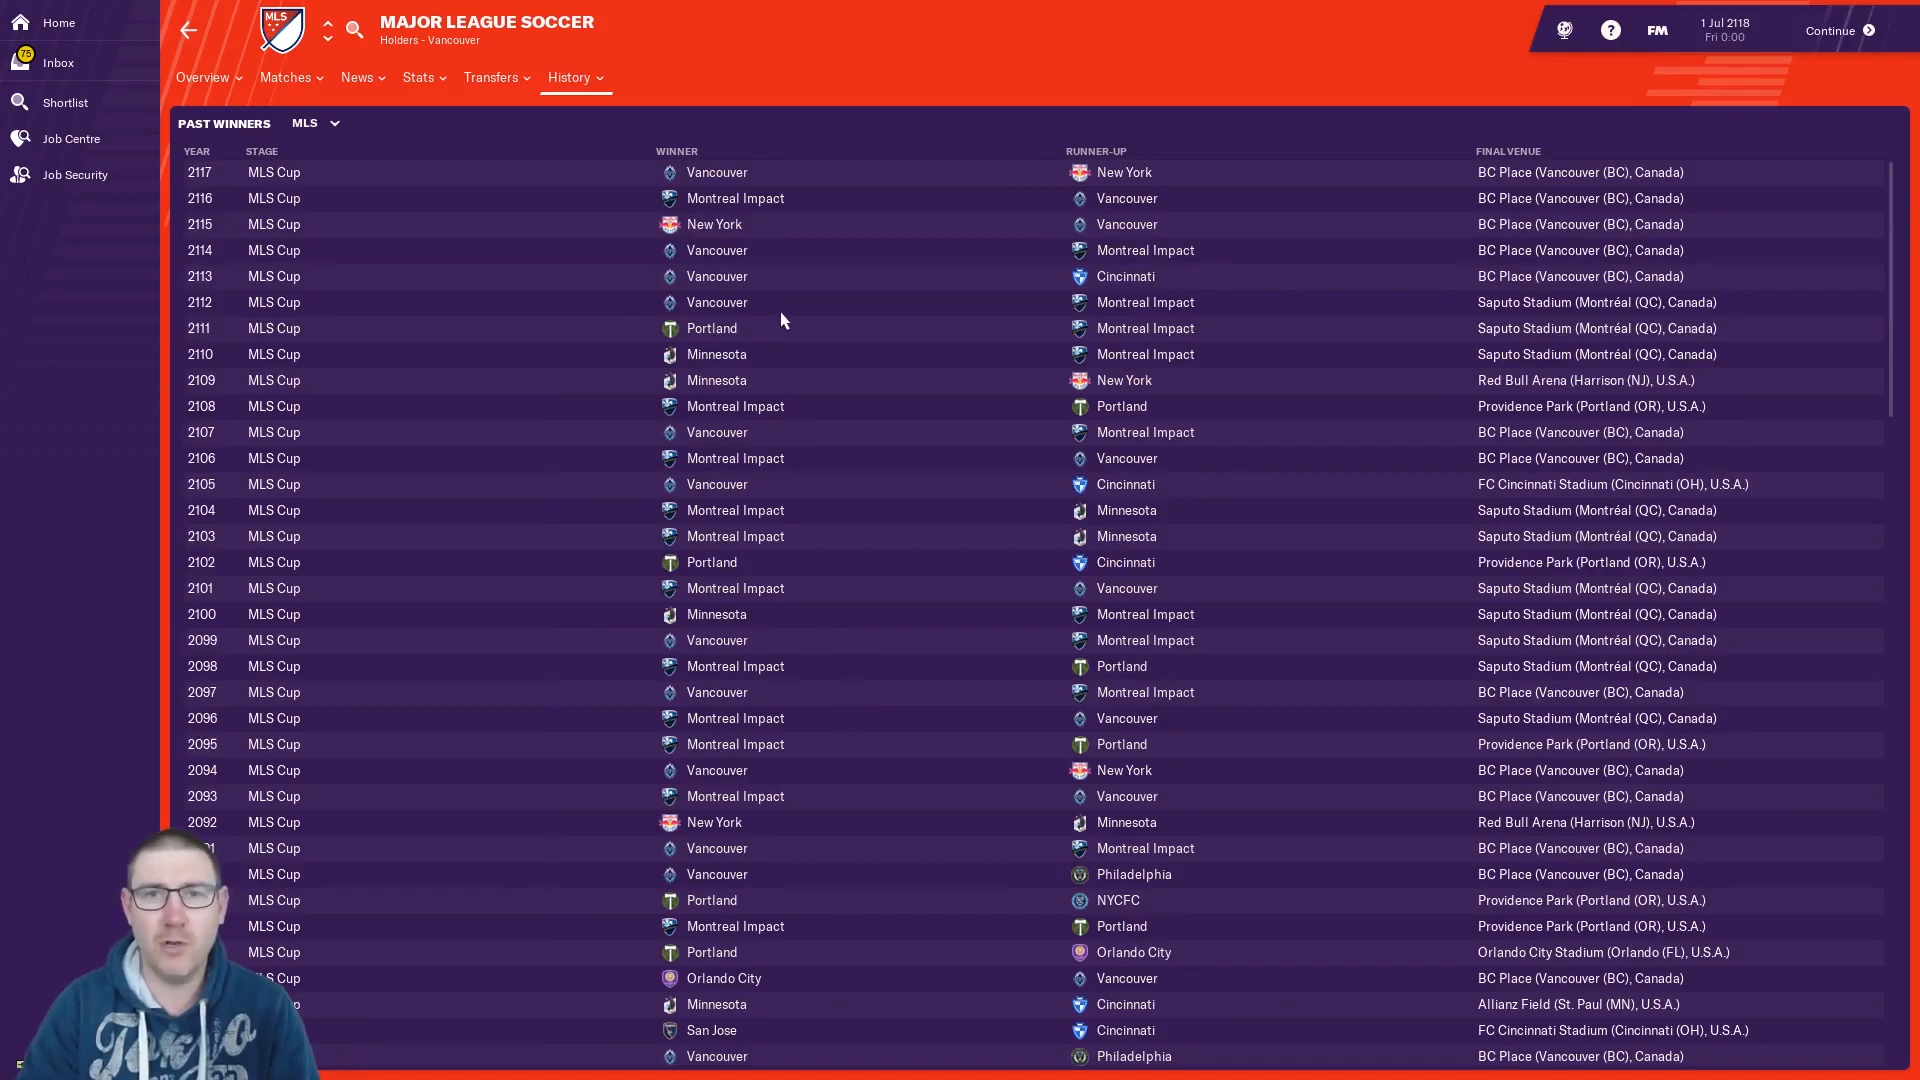 Home
75
Inbox
Shortlist
Job Centre
Job Security
MLS
MAJOR LEAGUE SOCCER
Holders - Vancouver
? FM
1 Jul 2118
Fri 0:00
Continue
Overview Matches News Stats Transfers History
PAST WINNERS MLS
YEAR STAGE WINNER RUNNER-UP FINAL VENUE
2117 MLS Cup Vancouver New York BC Place (Vancouver (BC), Canada)
2116 MLS Cup Montreal Impact Vancouver BC Place (Vancouver (BC), Canada)
2115 MLS Cup New York Vancouver BC Place (Vancouver (BC), Canada)
2114 MLS Cup Vancouver Montreal Impact BC Place (Vancouver (BC), Canada)
2113 MLS Cup Vancouver Cincinnati BC Place (Vancouver (BC), Canada)
2112 MLS Cup Vancouver Montreal Impact Saputo Stadium (Montréal (QC), Canada)
2111 MLS Cup Portland Montreal Impact Saputo Stadium (Montréal (QC), Canada)
2110 MLS Cup Minnesota Montreal Impact Saputo Stadium (Montréal (QC), Canada)
2109 MLS Cup Minnesota New York Red Bull Arena (Harrison (NJ), U.S.A.)
2108 MLS Cup Montreal Impact Portland Providence Park (Portland (OR), U.S.A.)
2107 MLS Cup Vancouver Montreal Impact BC Place (Vancouver (BC), Canada)
2106 MLS Cup Montreal Impact Vancouver BC Place (Vancouver (BC), Canada)
2105 MLS Cup Vancouver Cincinnati FC Cincinnati Stadium (Cincinnati (OH), U.S.A.)
2104 MLS Cup Montreal Impact Minnesota Saputo Stadium (Montréal (QC), Canada)
2103 MLS Cup Montreal Impact Minnesota Saputo Stadium (Montréal (QC), Canada)
2102 MLS Cup Portland Cincinnati Providence Park (Portland (OR), U.S.A.)
2101 MLS Cup Montreal Impact Vancouver Saputo Stadium (Montréal (QC), Canada)
2100 MLS Cup Minnesota Montreal Impact Saputo Stadium (Montréal (QC), Canada)
2099 MLS Cup Vancouver Montreal Impact Saputo Stadium (Montréal (QC), Canada)
2098 MLS Cup Montreal Impact Portland Saputo Stadium (Montréal (QC), Canada)
2097 MLS Cup Vancouver Montreal Impact BC Place (Vancouver (BC), Canada)
2096 MLS Cup Montreal Impact Vancouver Saputo Stadium (Montréal (QC), Canada)
2095 MLS Cup Montreal Impact Portland Providence Park (Portland (OR), U.S.A.)
2094 MLS Cup Vancouver New York BC Place (Vancouver (BC), Canada)
2093 MLS Cup Montreal Impact Vancouver BC Place (Vancouver (BC), Canada)
2092 MLS Cup New York Minnesota Red Bull Arena (Harrison (NJ), U.S.A.)
MLS Cup Vancouver Montreal Impact BC Place (Vancouver (BC), Canada)
MLS Cup Vancouver Philadelphia BC Place (Vancouver (BC), Canada)
MLS Cup Portland NYCFC Providence Park (Portland (OR), U.S.A.)
MLS Cup Montreal Impact Portland Providence Park (Portland (OR), U.S.A.)
MLS Cup Portland Orlando City Orlando City Stadium (Orlando (FL), U.S.A.)
Cup Orlando City Vancouver BC Place (Vancouver (BC), Canada)
Minnesota Cincinnati Allianz Field (St. Paul (MN), U.S.A.)
San Jose Cincinnati FC Cincinnati Stadium (Cincinnati (OH), U.S.A.)
Vancouver Philadelphia BC Place (Vancouver (BC), Canada)